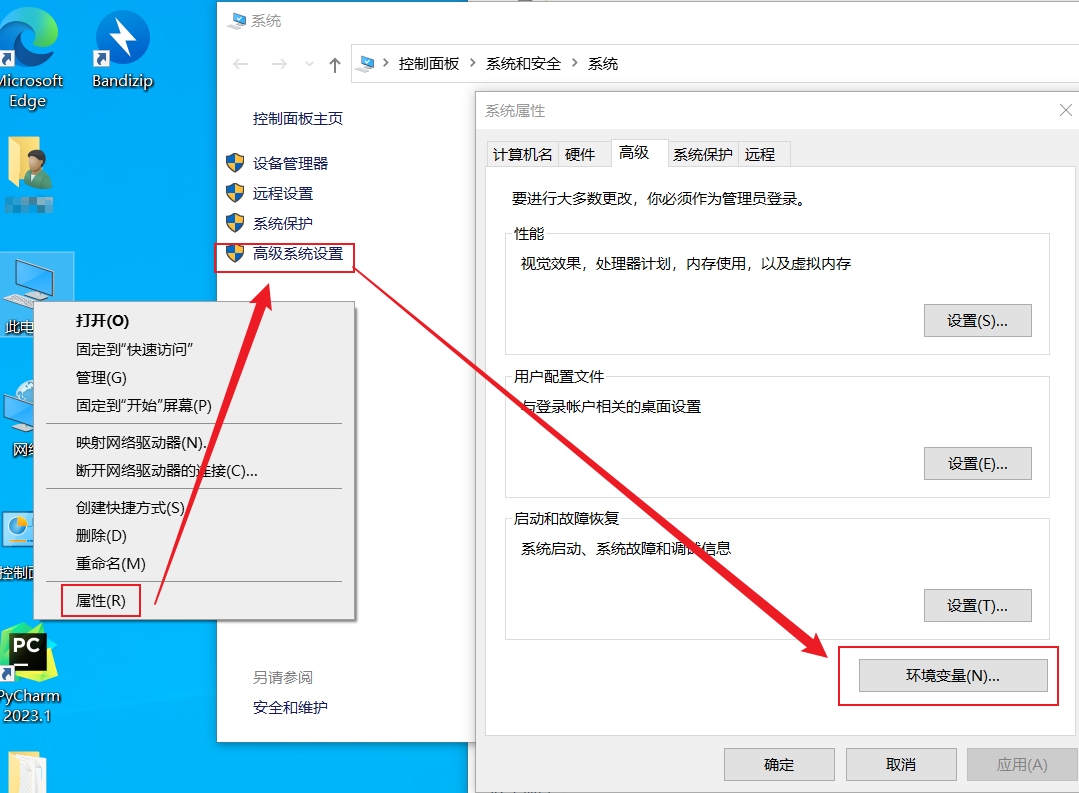 Microsoft
Edge
Bandizip
此电
网络
控制面
PC
PyCharm
2023.1
打开(O)
固定到"快速访问"
管理(G)
固定到"开始"屏幕(P)
映射网络驱动器(N)...
断开网络驱动器的连接(C)...
创建快捷方式(S)
删除(D)
重命名(M)
属性(R)
系统
控制面板 系统和安全 系统
控制面板主页
设备管理器
远程设置
系统保护
高级系统设置
另请参阅
安全和维护
系统属性
计算机名 硬件 高级 系统保护 远程
要进行大多数更改，你必须作为管理员登录。
性能
视觉效果，处理器计划，内存使用，以及虚拟内存
设置(S)...
用户配置文件
与登录帐户相关的桌面设置
设置(E)...
启动和故障恢复
系统启动、系统故障和调试信息
设置(T)...
环境变量(N)...
确定 取消 应用(A)